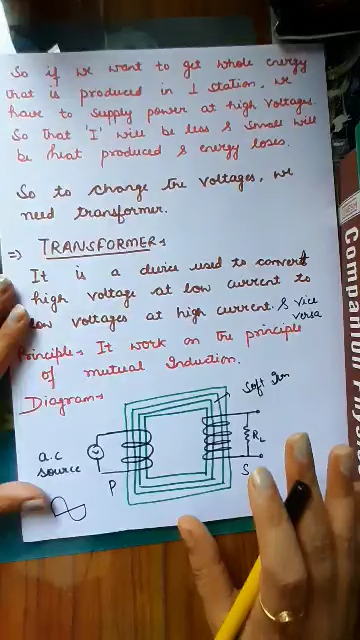 So if we want to get whole energy
that is produced in 1 station, we
have to supply power at high voltages.
So that 'I' will be less & small will
be heat produced & energy loses.
So to change the voltages, we
need transformer.
=> TRANSFORMER
It is a device used to convert
high voltage at low current to
low voltages at high current. & vice
versa
Principle: It work on the principle
of mutual Induction.
Diagram
Soft Iron
a.c
source
P
S
RL
Companion